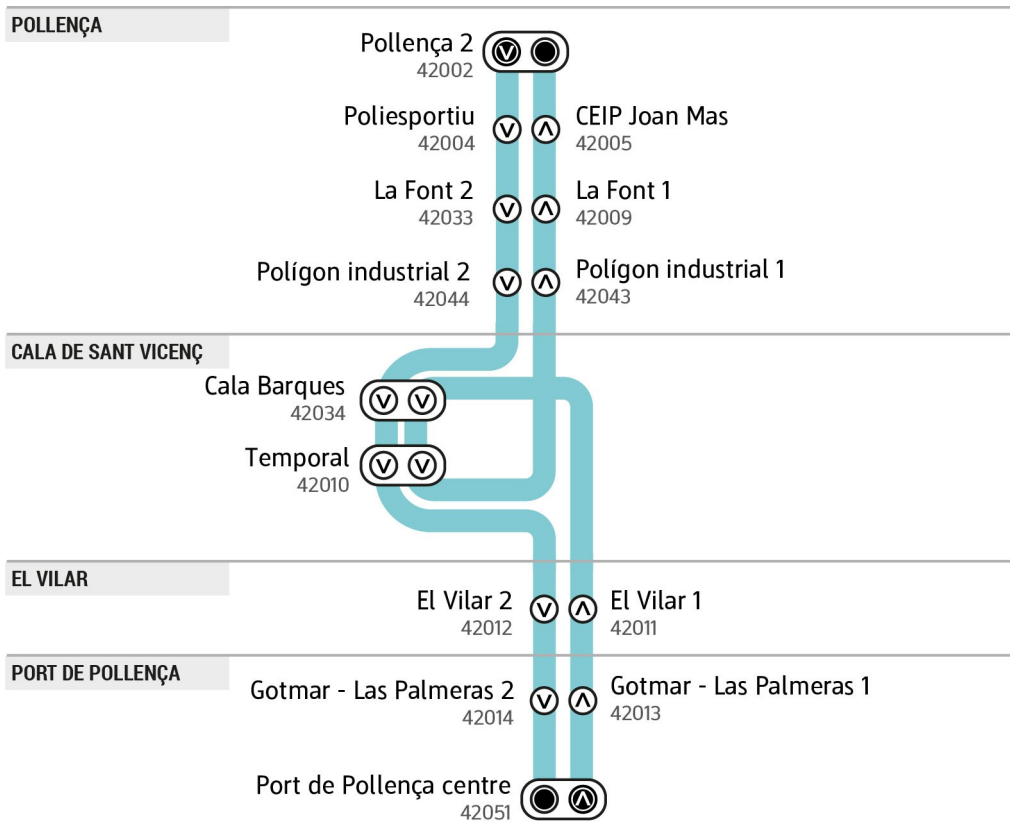 POLLENÇA
Pollença 2
42002
Poliesportiu
42004
CEIP Joan Mas
42005
La Font 2
42033
La Font 1
42009
Polígon industrial 2
42044
Polígon industrial 1
42043
CALA DE SANT VICENÇ
Cala Barques
42034
Temporal
42010
EL VILAR
El Vilar 2
42012
El Vilar 1
42011
PORT DE POLLENÇA
Gotmar - Las Palmeras 2
42014
Gotmar - Las Palmeras 1
42013
Port de Pollença centre
42051